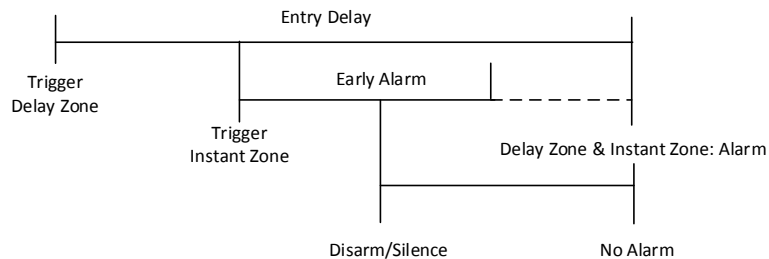 Entry Delay
Trigger
Delay Zone
Early Alarm
Trigger
Instant Zone
Delay Zone & Instant Zone: Alarm
Disarm/Silence
No Alarm